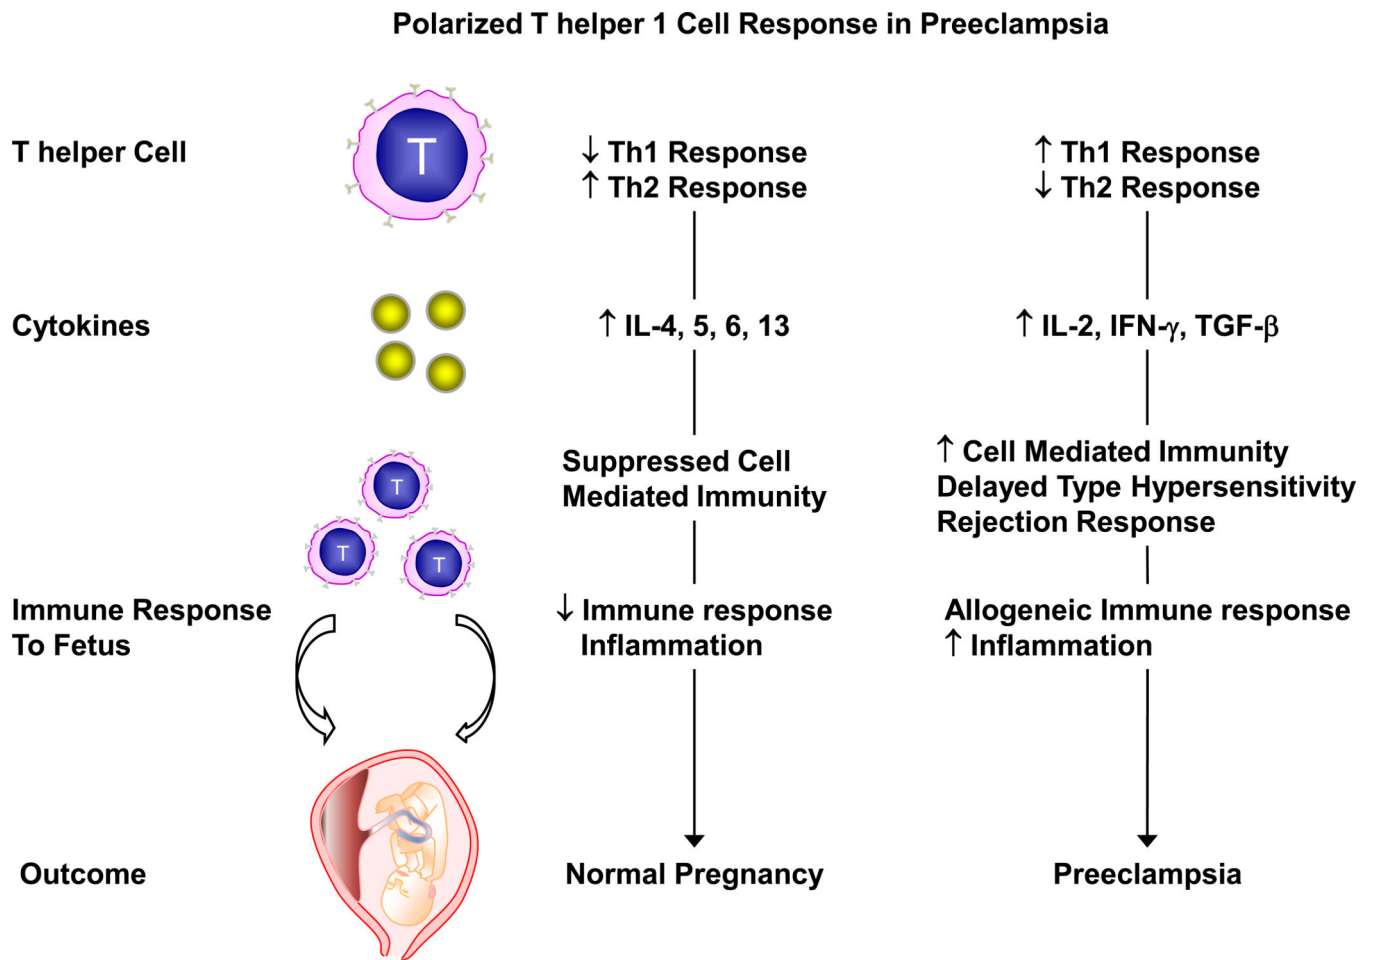 Polarized T helper 1 Cell Response in Preeclampsia
T helper Cell
T
↓ Th1 Response
↑ Th2 Response
↑ Th1 Response
↓ Th2 Response
Cytokines
↑ IL-4, 5, 6, 13
↑ IL-2, IFN-γ, TGF-β
T
T
T
Suppressed Cell
Mediated Immunity
↑ Cell Mediated Immunity
Delayed Type Hypersensitivity
Rejection Response
Immune Response
To Fetus
↓ Immune response
Inflammation
Allogeneic Immune response
↑ Inflammation
Outcome
Normal Pregnancy
Preeclampsia